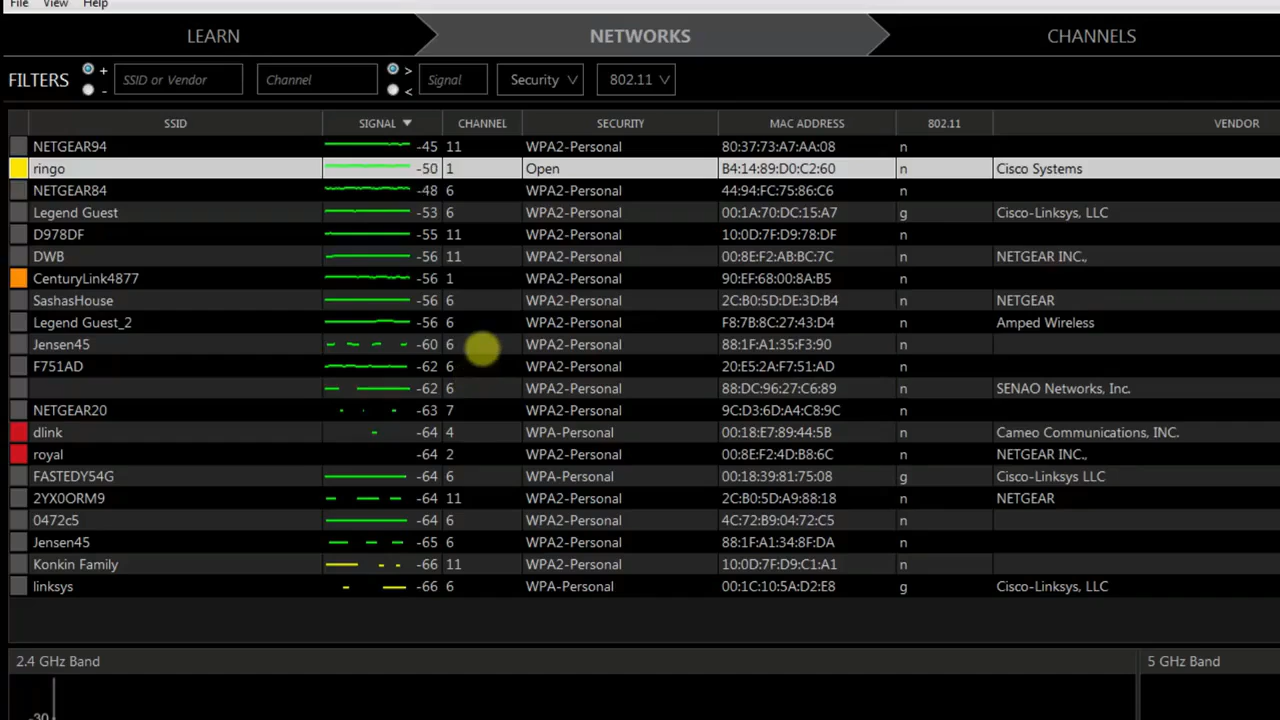 File View Help
LEARN NETWORKS CHANNELS
FILTERS + - SSID or Vendor Channel > < Signal Security 802.11
SSID SIGNAL CHANNEL SECURITY MAC ADDRESS 802.11 VENDOR
NETGEAR94 -45 11 WPA2-Personal 80:37:73:A7:AA:08 n
ringo -50 1 Open B4:14:89:D0:C2:60 n Cisco Systems
NETGEAR84 -48 6 WPA2-Personal 44:94:FC:75:86:C6 n
Legend Guest -53 6 WPA2-Personal 00:1A:70:DC:15:A7 g Cisco-Linksys, LLC
D978DF -55 11 WPA2-Personal 10:0D:7F:D9:78:DF n
DWB -56 11 WPA2-Personal 00:8E:F2:AB:BC:7C n NETGEAR INC.,
CenturyLink4877 -56 1 WPA2-Personal 90:EF:68:00:8A:B5 n
SashasHouse -56 6 WPA2-Personal 2C:B0:5D:DE:3D:B4 n NETGEAR
Legend Guest_2 -56 6 WPA2-Personal F8:7B:8C:27:43:D4 n Amped Wireless
Jensen45 -60 6 WPA2-Personal 88:1F:A1:35:F3:90 n
F751AD -62 6 WPA2-Personal 20:E5:2A:F7:51:AD n
-62 6 WPA2-Personal 88:DC:96:27:C6:89 n SENAO Networks, Inc.
NETGEAR20 -63 7 WPA2-Personal 9C:D3:6D:A4:C8:9C n
dlink -64 4 WPA-Personal 00:18:E7:89:44:5B n Cameo Communications, INC.
royal -64 2 WPA2-Personal 00:8E:F2:4D:B8:6C n NETGEAR INC.,
FASTEDY54G -64 6 WPA2-Personal 00:18:39:81:75:08 g Cisco-Linksys LLC
2YX0ORM9 -64 11 WPA2-Personal 2C:B0:5D:A9:88:18 n NETGEAR
0472c5 -64 6 WPA2-Personal 4C:72:B9:04:72:C5 n
Jensen45 -65 6 WPA2-Personal 88:1F:A1:34:8F:DA n
Konkin Family -66 11 WPA2-Personal 10:0D:7F:D9:C1:A1 n
linksys -66 6 WPA-Personal 00:1C:10:5A:D2:E8 g Cisco-Linksys, LLC
2.4 GHz Band 5 GHz Band
-30